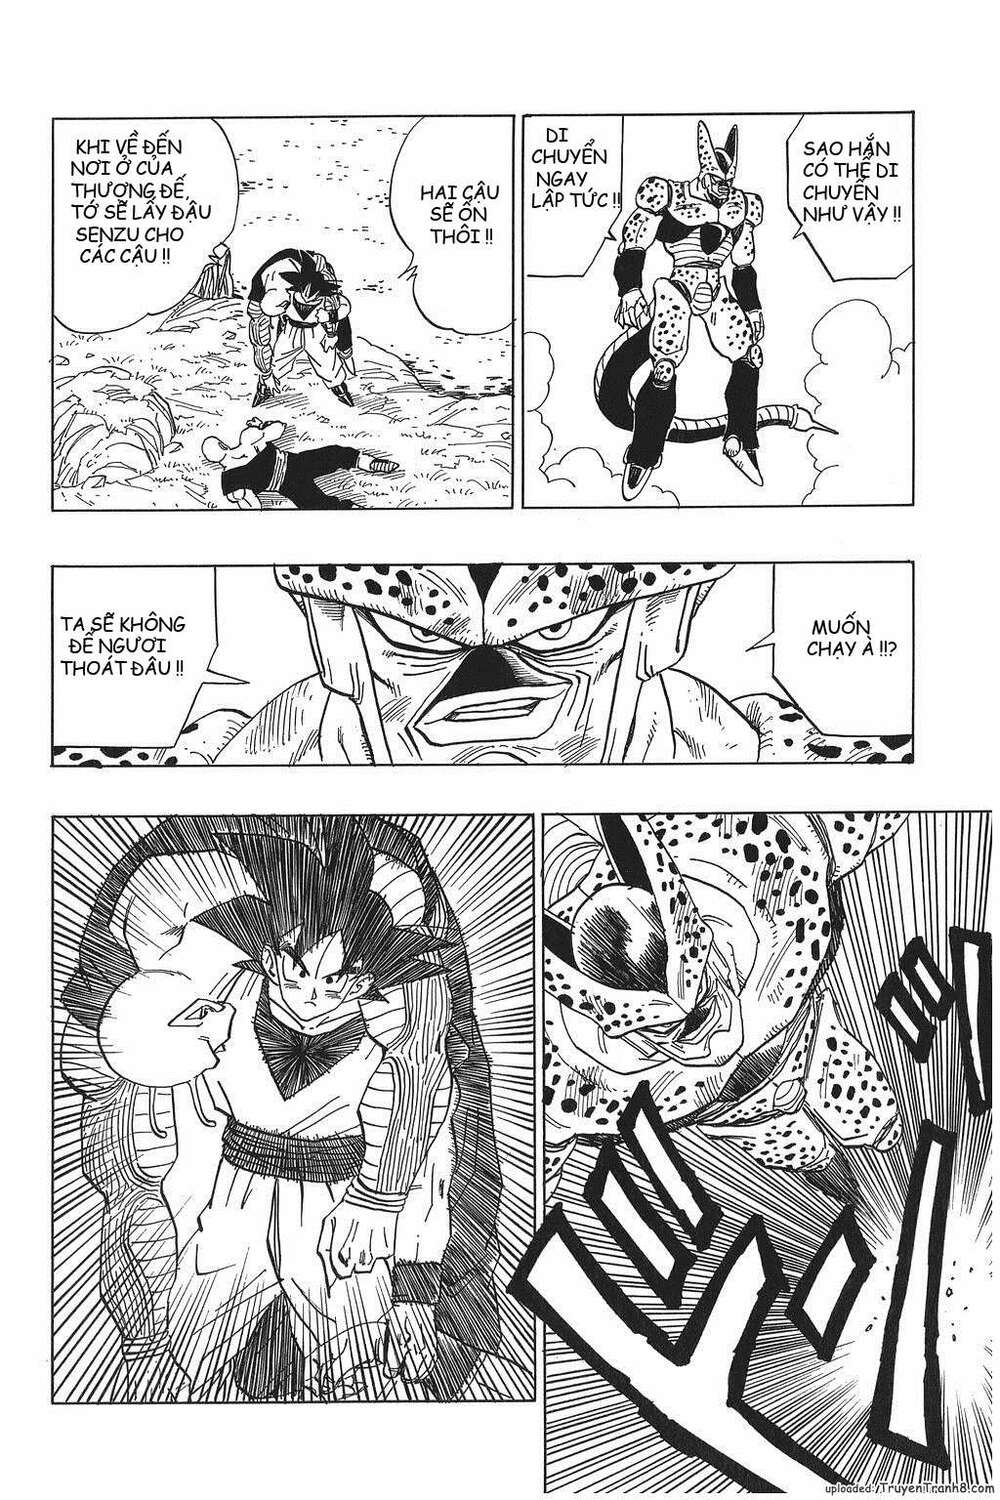 SAO HẮN
CÓ THỂ DI
CHUYỂN
NHƯ VẬY !!
DI
CHUYỂN
NGAY
LẬP TỨC !!
HAI CẬU
SẼ ỔN
THÔI !!
KHI VỀ ĐẾN
NƠI Ở CỦA
THƯỢNG ĐẾ,
TỚ SẼ LẤY ĐẬU
SENZU CHO
CÁC CẬU !!
MUỐN
CHẠY À !!?
TA SẼ KHÔNG
ĐỂ NGƯƠI
THOÁT ĐÂU !!
uploaded:/TruyenTranh8.com